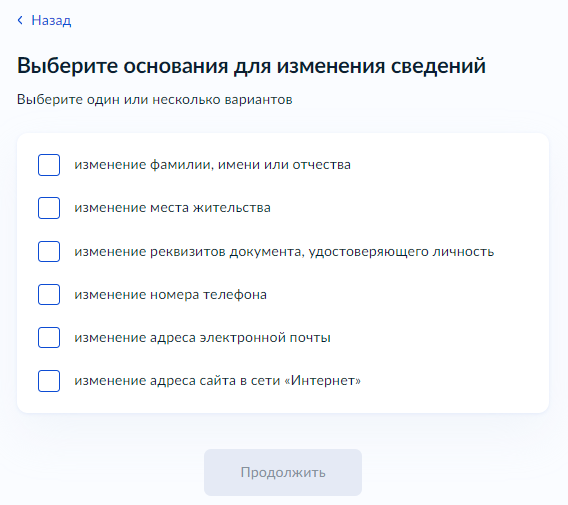 Назад
Выберите основания для изменения сведений
Выберите один или несколько вариантов
изменение фамилии, имени или отчества
изменение места жительства
изменение реквизитов документа, удостоверяющего личность
изменение номера телефона
изменение адреса электронной почты
изменение адреса сайта в сети «Интернет»
Продолжить